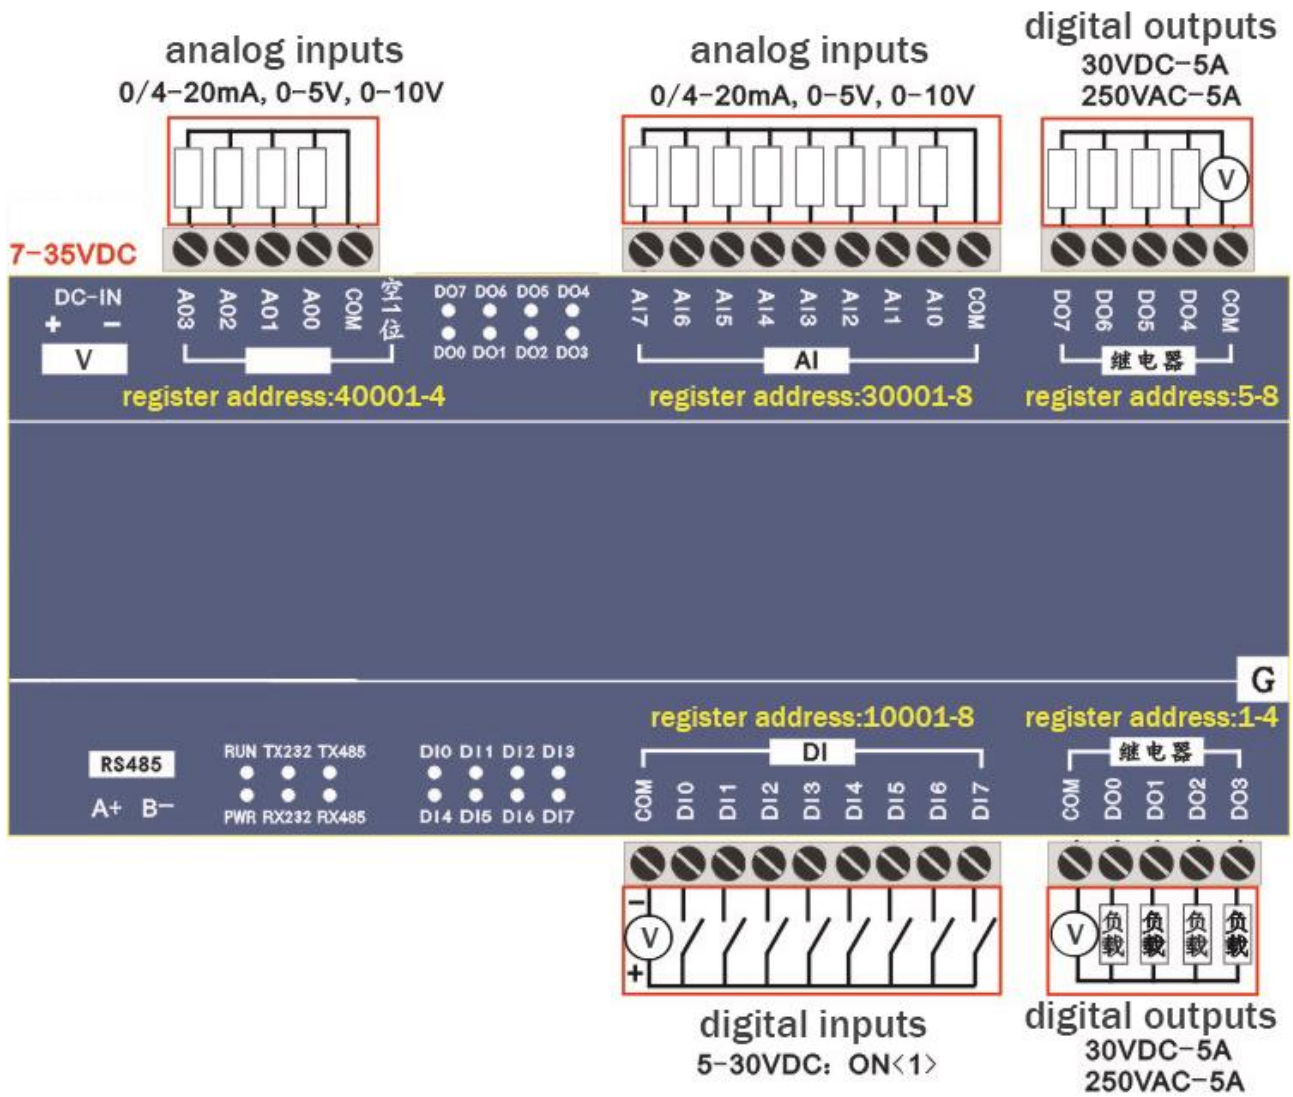 digital outputs
30VDC-5A
250VAC-5A
analog inputs
0/4-20mA, 0-5V, 0-10V
analog inputs
0/4-20mA, 0-5V, 0-10V
V
7-35VDC
DC-IN
+ -
V
AO3 AO2 AO1 AO0 COM 空1位
DO7 DO6 DO5 DO4
DO0 DO1 DO2 DO3
AI7 AI6 AI5 AI4 AI3 AI2 AI1 AI0 COM
AI
DO7 DO6 DO5 DO4 COM
继电器
register address:40001-4
register address:30001-8
register address:5-8
G
register address:10001-8
register address:1-4
RS485
A+ B-
RUN TX232 TX485
PWR RX232 RX485
DI0 DI1 DI2 DI3
DI4 DI5 DI6 DI7
DI
COM DI0 DI1 DI2 DI3 DI4 DI5 DI6 DI7
继电器
COM DO0 DO1 DO2 DO3
-
V
+
V 负载 负载 负载 负载
digital inputs
5-30VDC: ON<1>
digital outputs
30VDC-5A
250VAC-5A